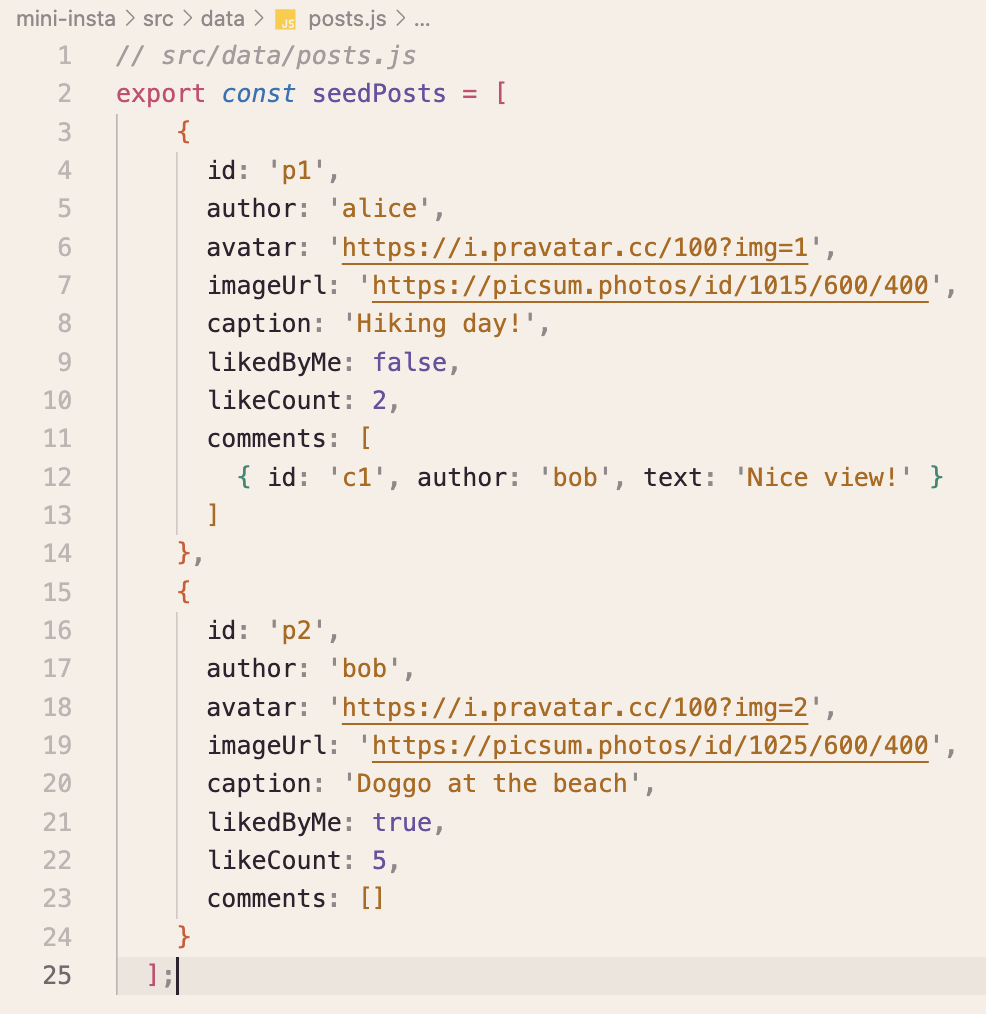 mini-insta > src > data > JS posts.js > ...
1 // src/data/posts.js
2 export const seedPosts = [
3 {
4 id: 'p1',
5 author: 'alice',
6 avatar: 'https://i.pravatar.cc/100?img=1',
7 imageUrl: 'https://picsum.photos/id/1015/600/400',
8 caption: 'Hiking day!',
9 likedByMe: false,
10 likeCount: 2,
11 comments: [
12 { id: 'c1', author: 'bob', text: 'Nice view!' }
13 ]
14 },
15 {
16 id: 'p2',
17 author: 'bob',
18 avatar: 'https://i.pravatar.cc/100?img=2',
19 imageUrl: 'https://picsum.photos/id/1025/600/400',
20 caption: 'Doggo at the beach',
21 likedByMe: true,
22 likeCount: 5,
23 comments: []
24 }
25 ];